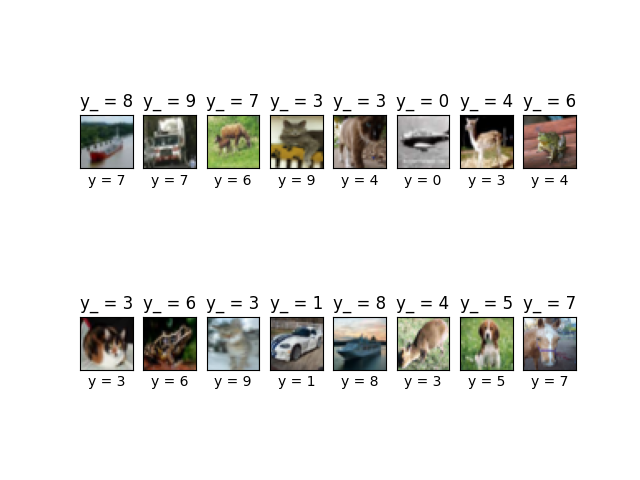 y_ = 8 y_ = 9 y_ = 7 y_ = 3 y_ = 3 y_ = 0 y_ = 4 y_ = 6
y = 7 y = 7 y = 6 y = 9 y = 4 y = 0 y = 3 y = 4
y_ = 3 y_ = 6 y_ = 3 y_ = 1 y_ = 8 y_ = 4 y_ = 5 y_ = 7
y = 3 y = 6 y = 9 y = 1 y = 8 y = 3 y = 5 y = 7